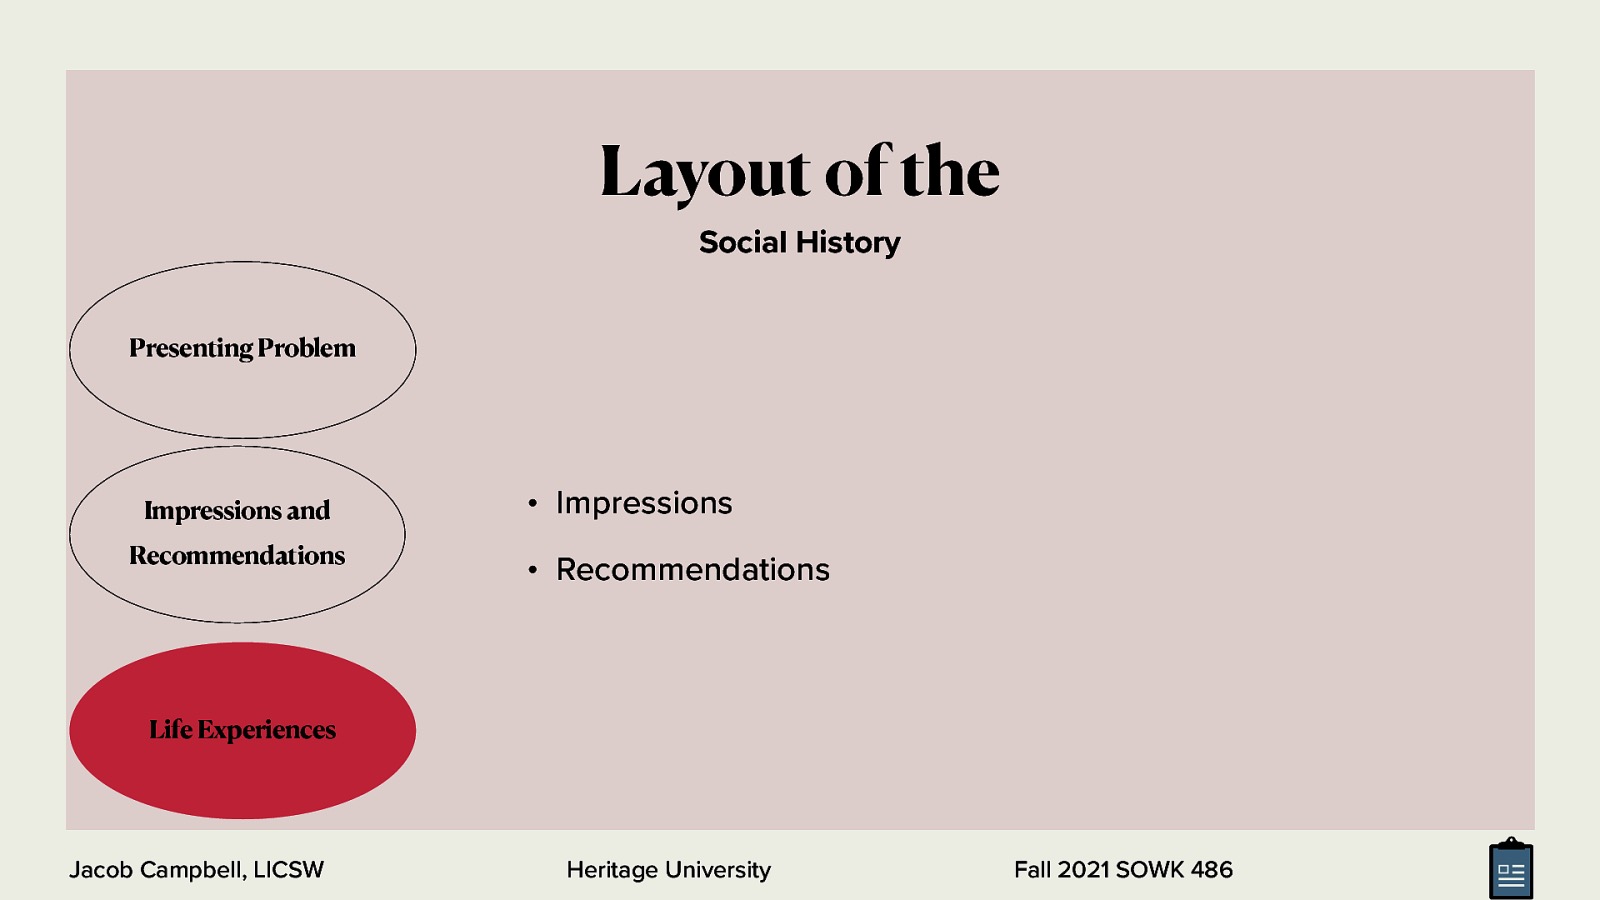 Layout of the
Social History
Presenting Problem
Impressions and
Recommendations
• Impressions
• Recommendations
Life Experiences
Jacob Campbell, LICSW
Heritage University
Fall 2021 SOWK 486